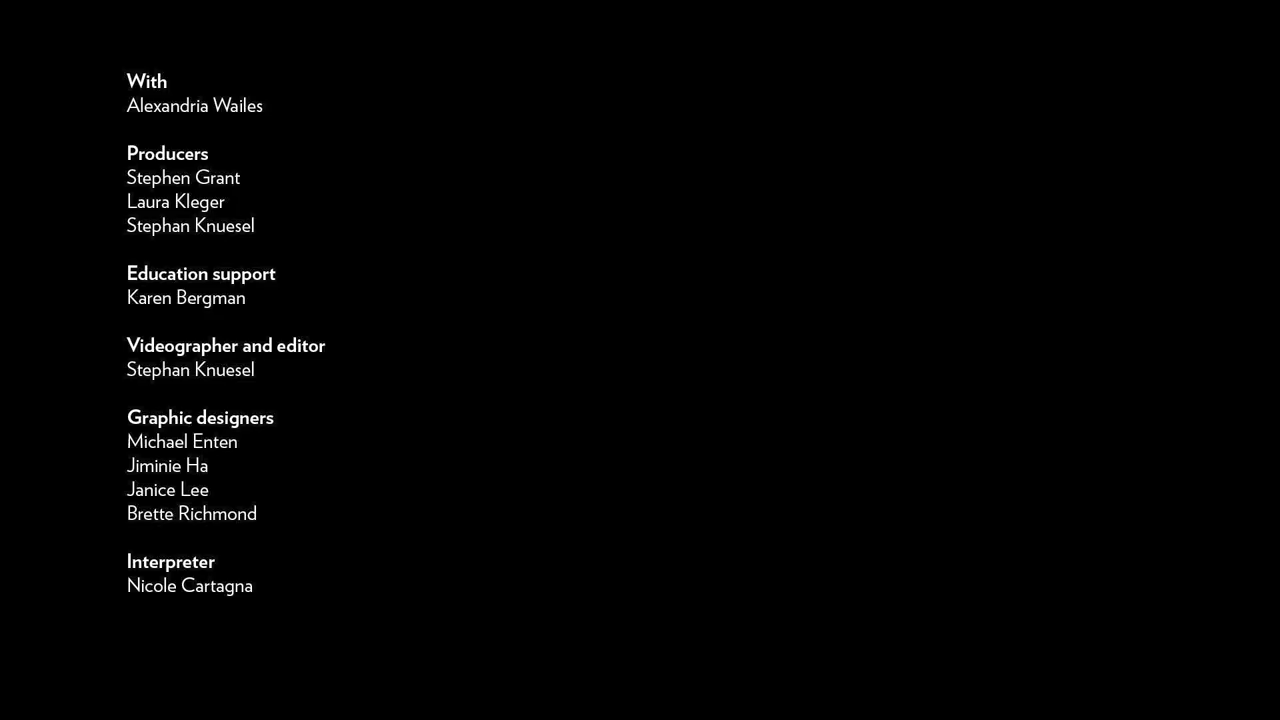 With
Alexandria Wailes
Producers
Stephen Grant
Laura Kleger
Stephan Knuesel
Education support
Karen Bergman
Videographer and editor
Stephan Knuesel
Graphic designers
Michael Enten
Jiminie Ha
Janice Lee
Brette Richmond
Interpreter
Nicole Cartagna